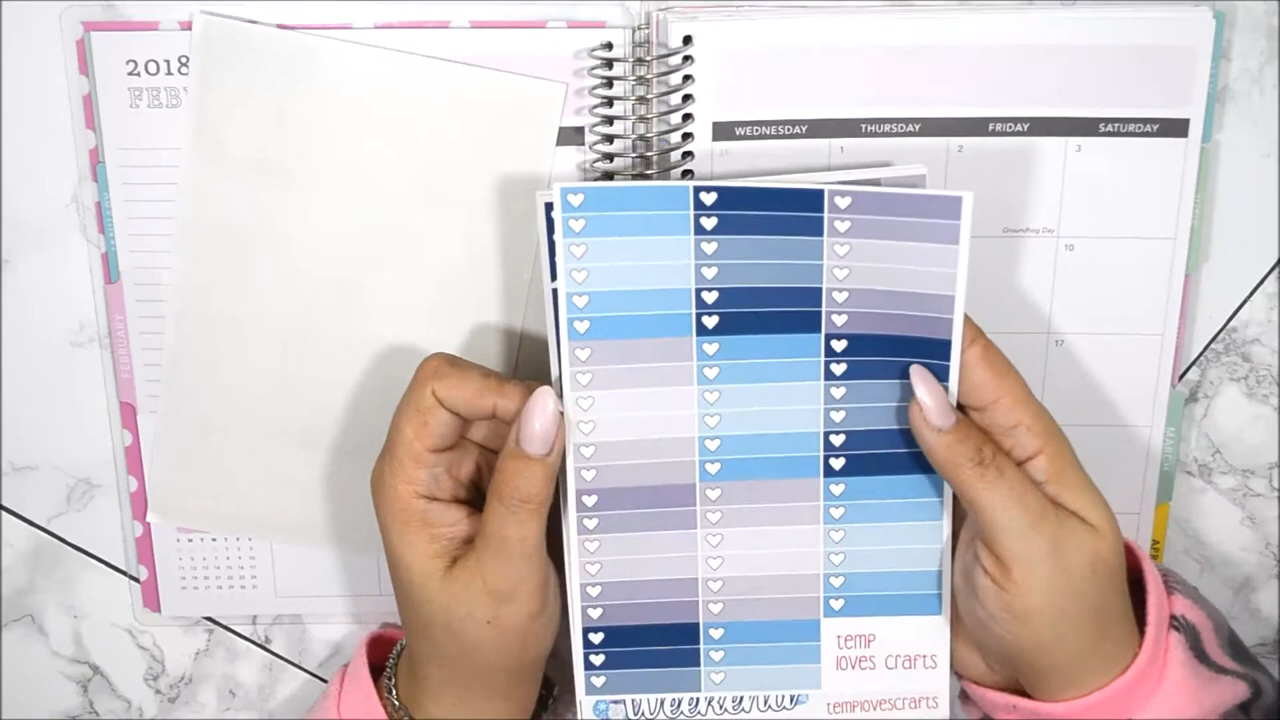 2018
FEB
WEDNESDAY THURSDAY FRIDAY SATURDAY
1 2 3
Groundhog Day
10
17
FEBRUARY
MARCH
temp
loves crafts
Weekend
templovescrafts